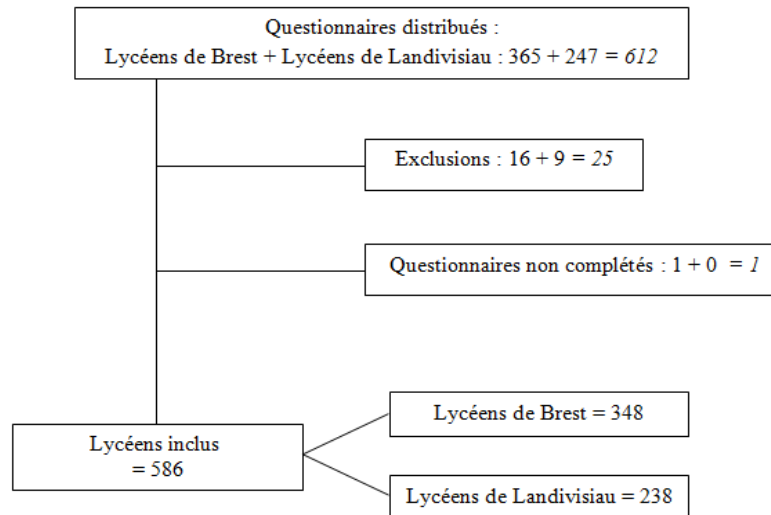 Questionnaires distribués :
Lycéens de Brest + Lycéens de Landivisiau : 365 + 247 = 612
Exclusions : 16 + 9 = 25
Questionnaires non complétés : 1 + 0 = 1
Lycéens de Brest = 348
Lycéens inclus
= 586
Lycéens de Landivisiau = 238